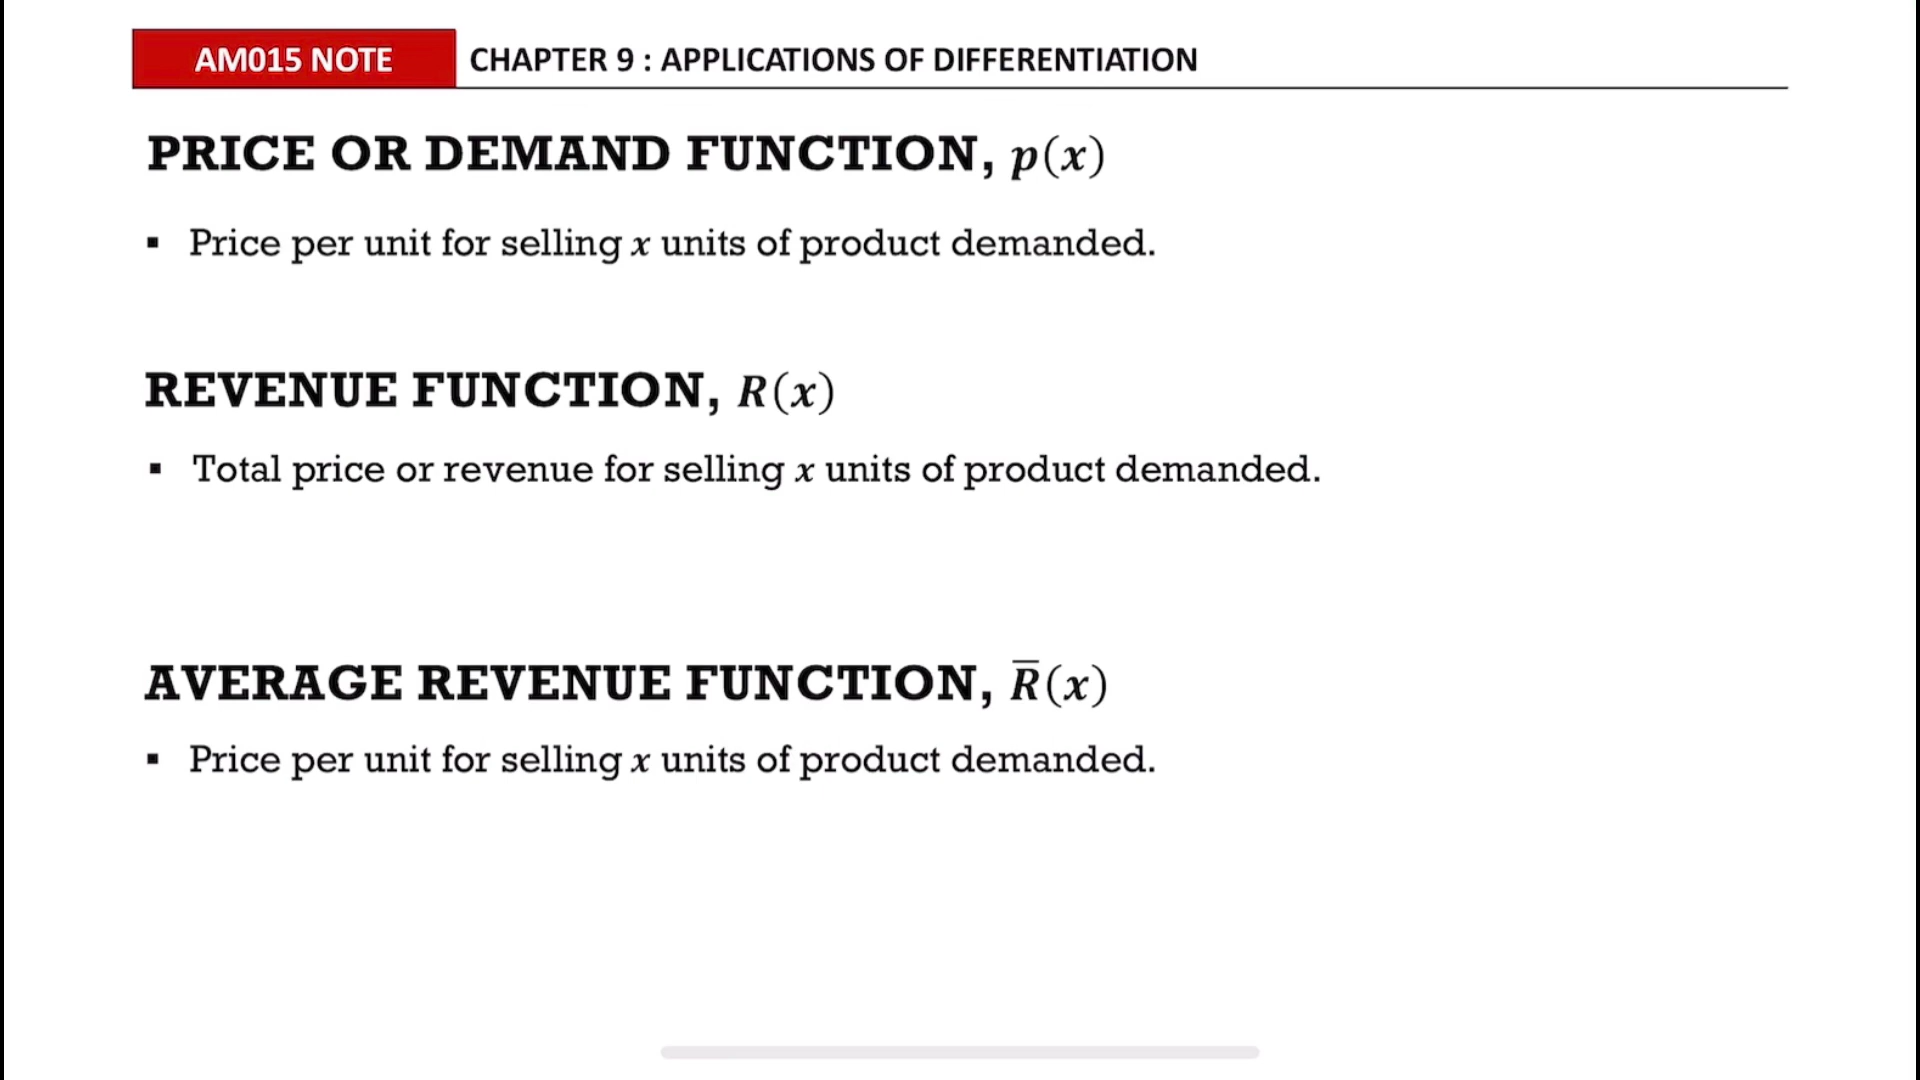 AM015 NOTE
CHAPTER 9 : APPLICATIONS OF DIFFERENTIATION
PRICE OR DEMAND FUNCTION, p(x)
▪ Price per unit for selling x units of product demanded.
REVENUE FUNCTION, R(x)
▪ Total price or revenue for selling x units of product demanded.
AVERAGE REVENUE FUNCTION, R̅(x)
▪ Price per unit for selling x units of product demanded.